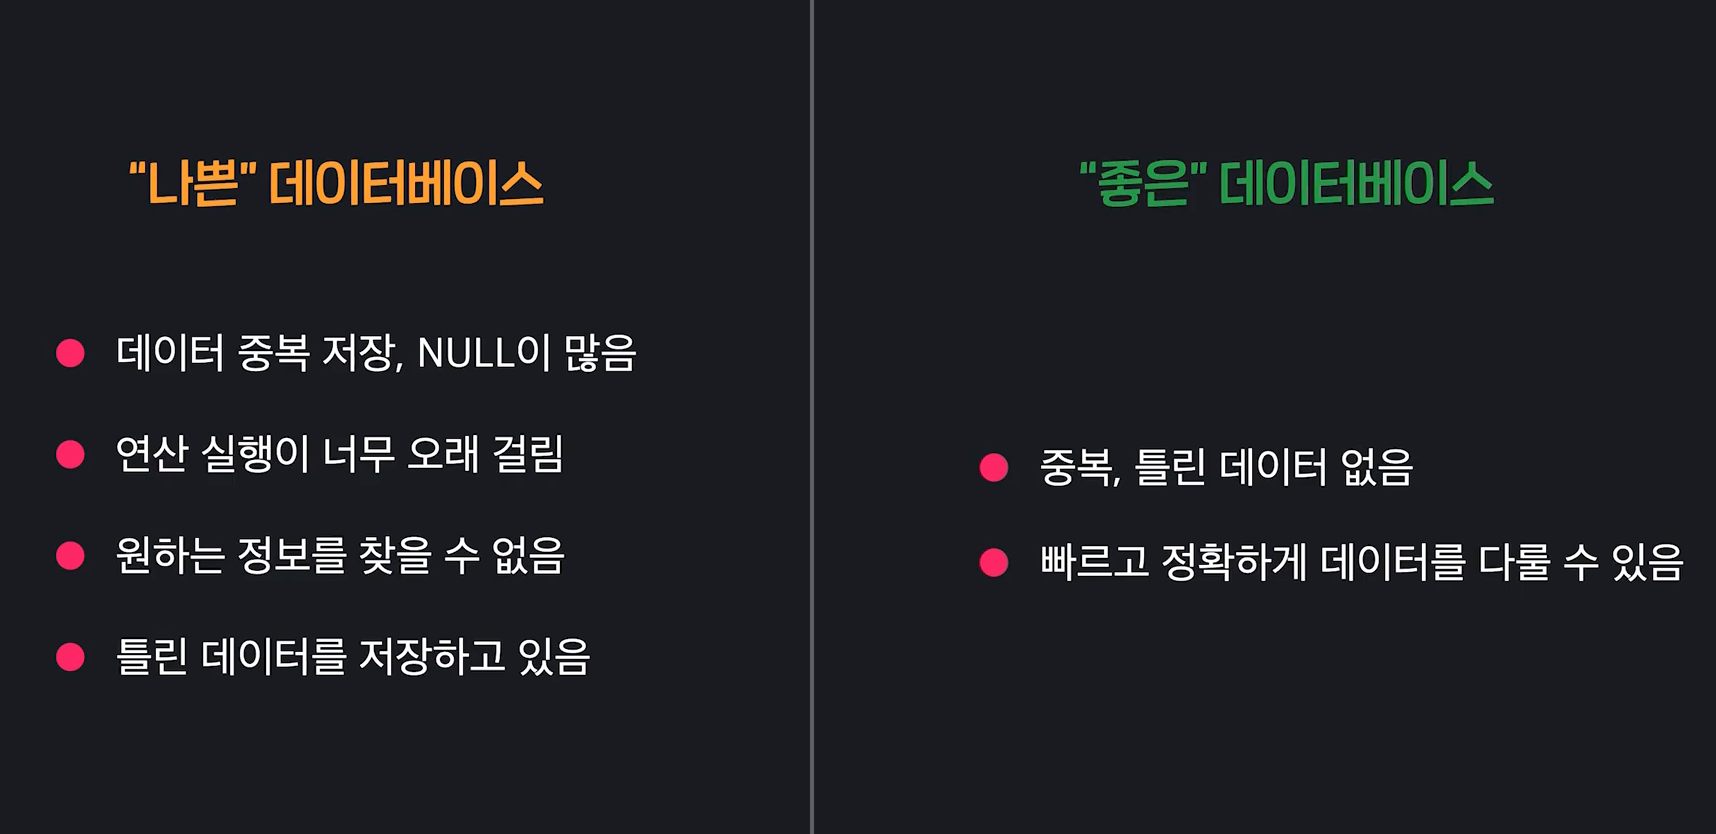 “나쁜” 데이터베이스
데이터 중복 저장, NULL이 많음
연산 실행이 너무 오래 걸림
원하는 정보를 찾을 수 없음
틀린 데이터를 저장하고 있음
“좋은” 데이터베이스
중복, 틀린 데이터 없음
빠르고 정확하게 데이터를 다룰 수 있음